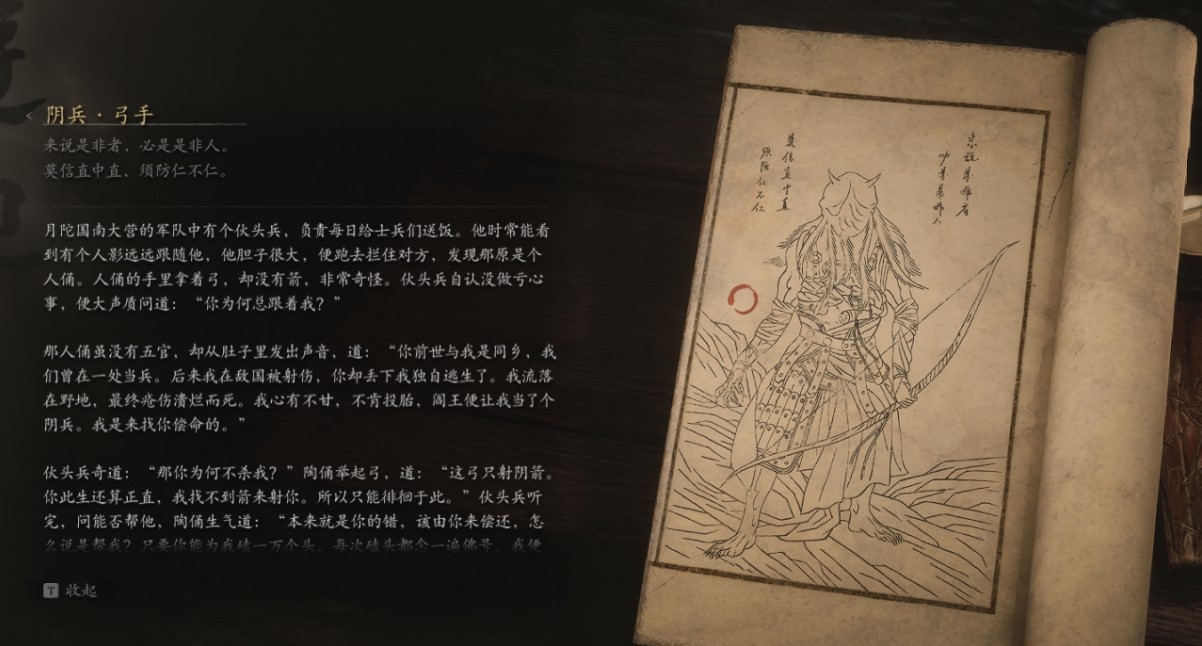 阴兵·弓手
来说是非者，必是是非人。
莫信直中直，须防仁不仁。
月陀国南大营的军队中有个伙头兵，负责每日给士兵们送饭。他时常能看
到有个人影远远跟随他，他胆子很大，便跑去拦住对方，发现那原是个
人俑。人俑的手里拿着弓，却没有箭，非常奇怪。伙头兵自认没做亏心
事，便大声质问道：“你为何总跟着我？”
那人俑虽没有五官，却从肚子里发出声音，道：“你前世与我是同乡，我
们曾在一处当兵。后来我在敌国被射伤，你却丢下我独自逃生了。我流落
在野地，最终疮伤溃烂而死。我心有不甘，不肯投胎，阎王便让我当了个
阴兵。我是来找你偿命的。”
伙头兵奇道：“那你为何不杀我？”陶俑举起弓，道：“这弓只射阴箭。
你此生还算正直，我找不到箭来射你。所以只能徘徊于此。”伙头兵听
完，问能否帮他，陶俑生气道：“本来就是你的错，该由你来偿还，怎
么说是帮我？只要你能为我磕一万个头，每次磕头都念一遍佛号，我便
T 收起
来说是非者
必是是非人
莫信直中直
须防仁不仁